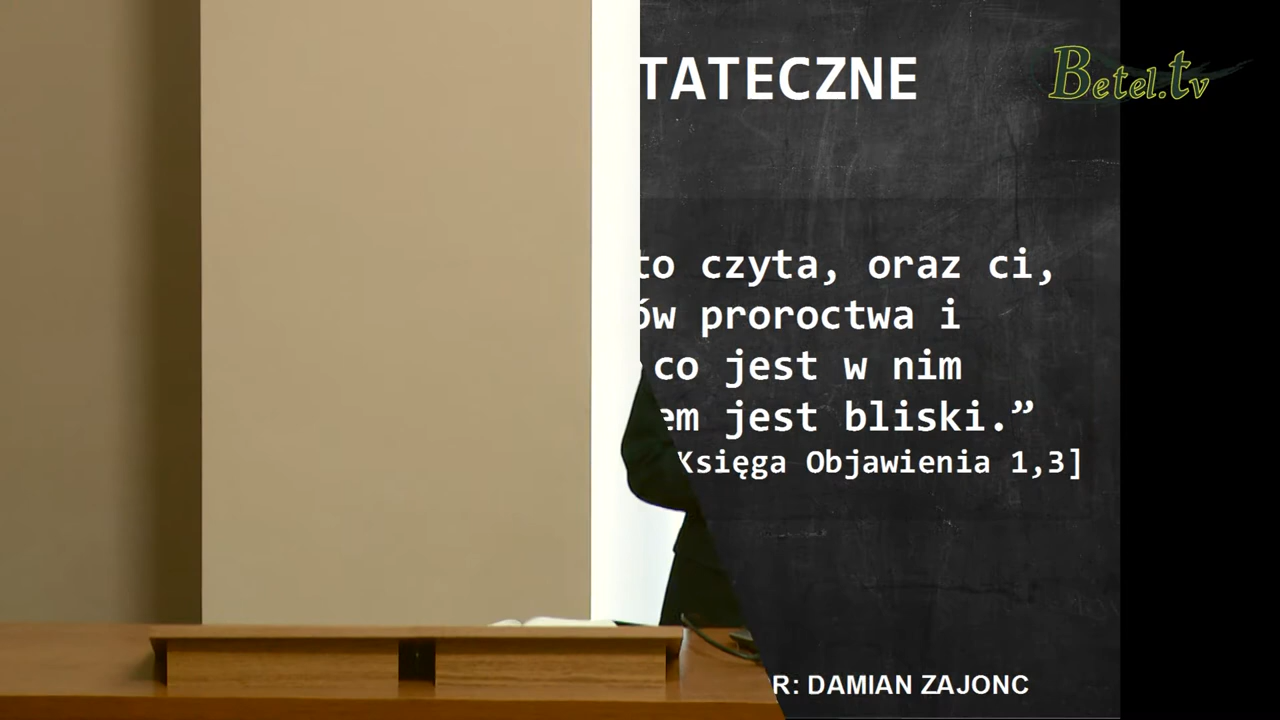 TATECZNE
Betel.tv
to czyta, oraz ci,
ów proroctwa i
co jest w nim
em jest bliski.”
Księga Objawienia 1,3]
R: DAMIAN ZAJONC